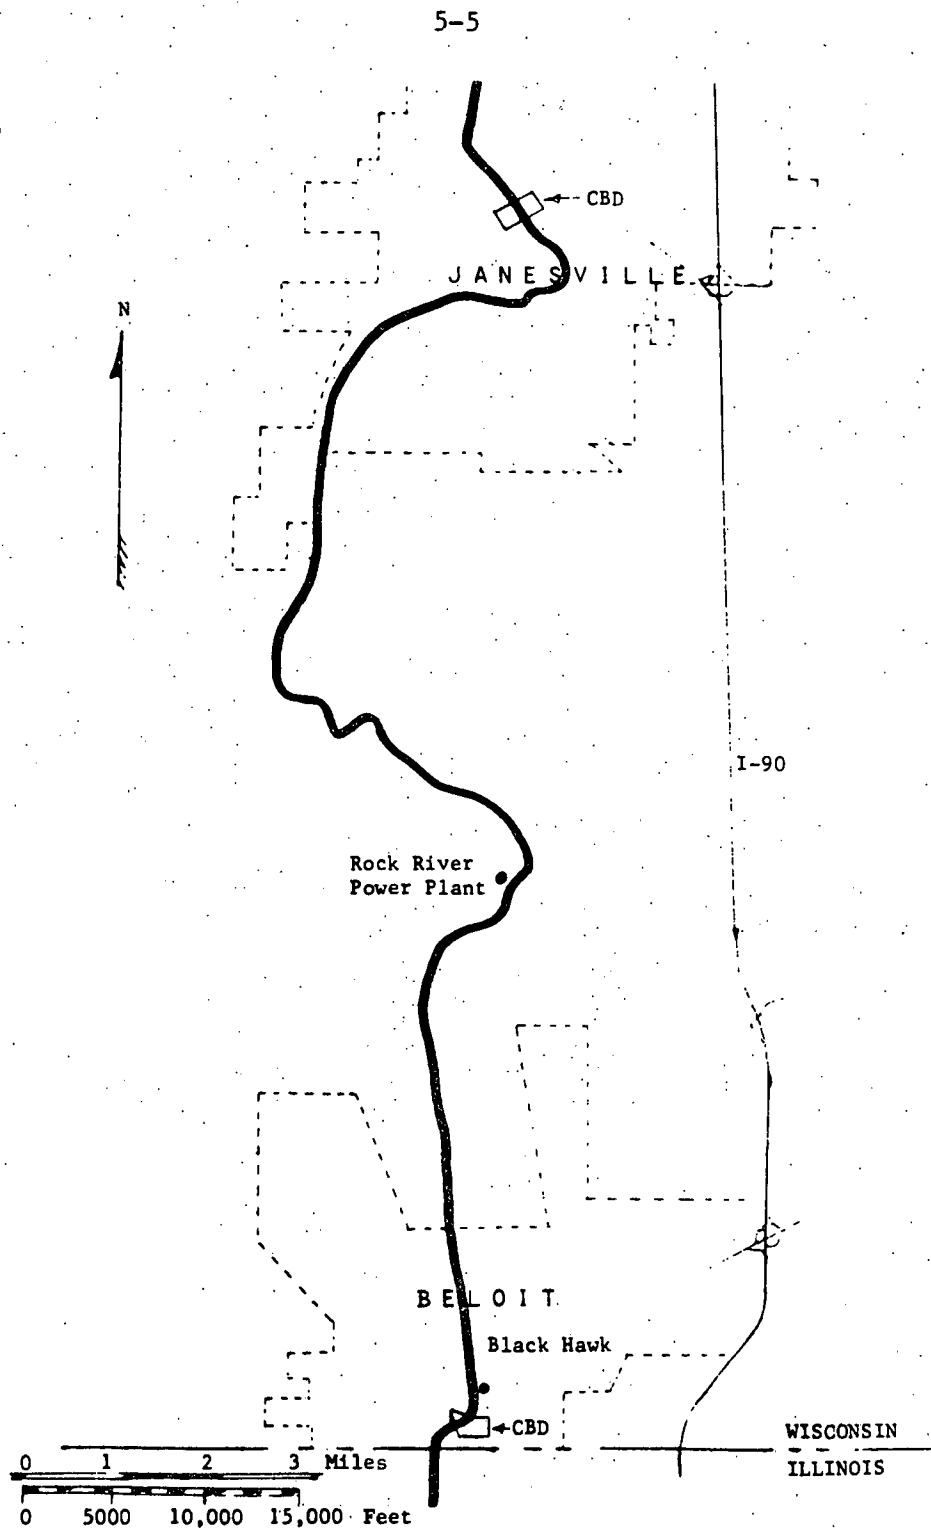 5-5
CBD
JANESVILLE
N
I-90
Rock River
Power Plant
BELOIT
Black Hawk
CBD
WISCONSIN
0 1 2 3 Miles
ILLINOIS
0 5000 10,000 15,000 Feet